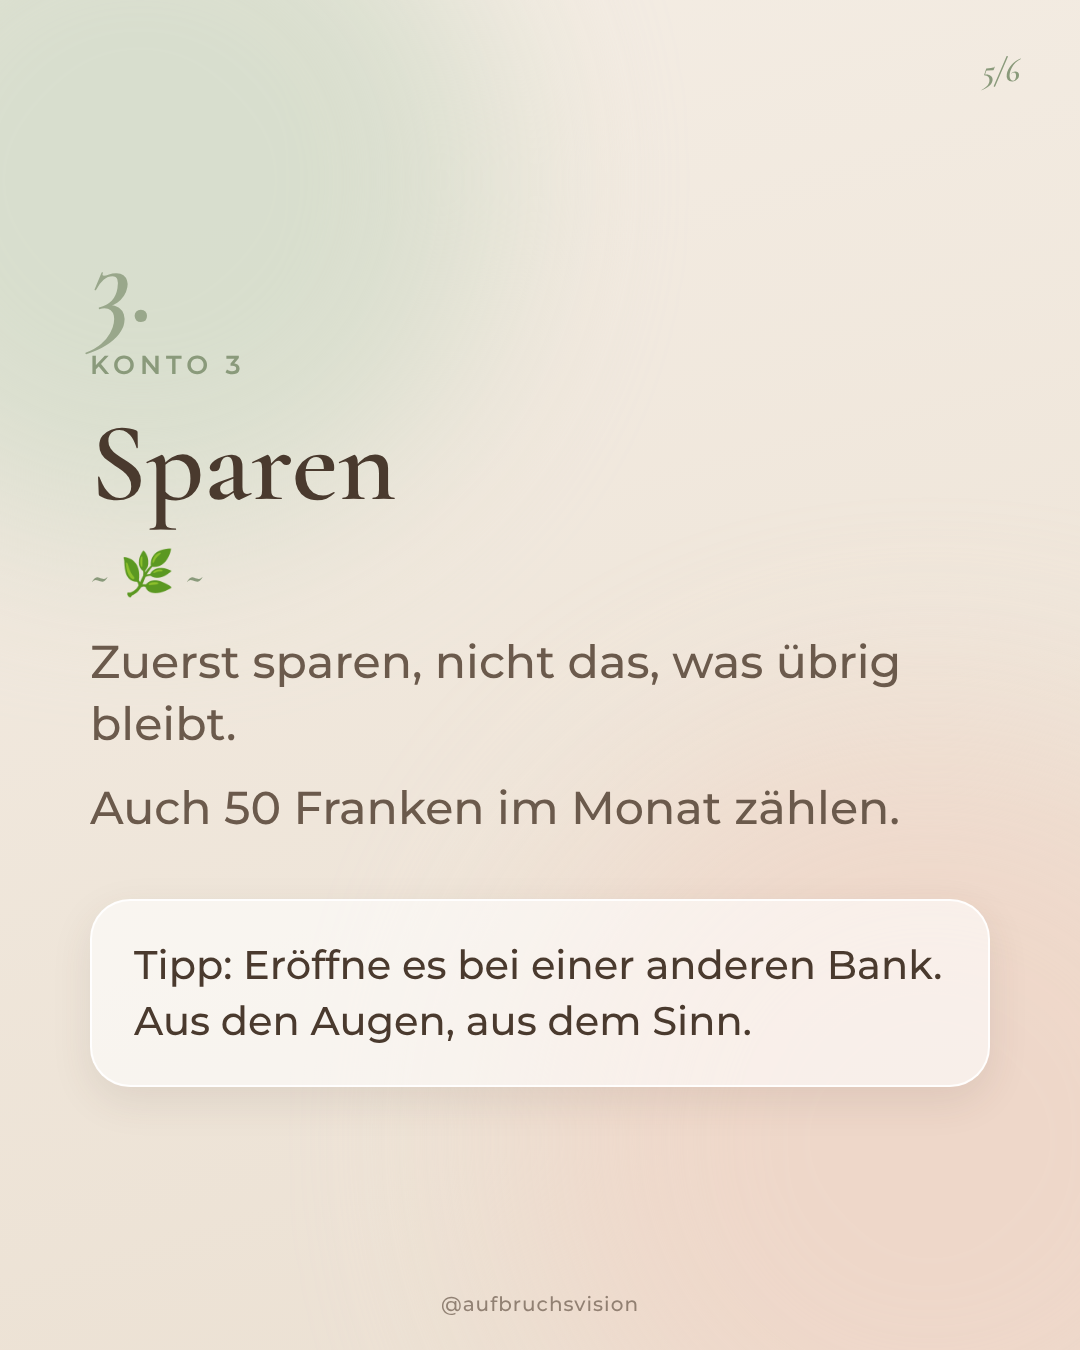 5/6
3.
KONTO 3
Sparen
~ 🌿 ~
Zuerst sparen, nicht das, was übrig
bleibt.
Auch 50 Franken im Monat zählen.
Tipp: Eröffne es bei einer anderen Bank.
Aus den Augen, aus dem Sinn.
@aufbruchsvision